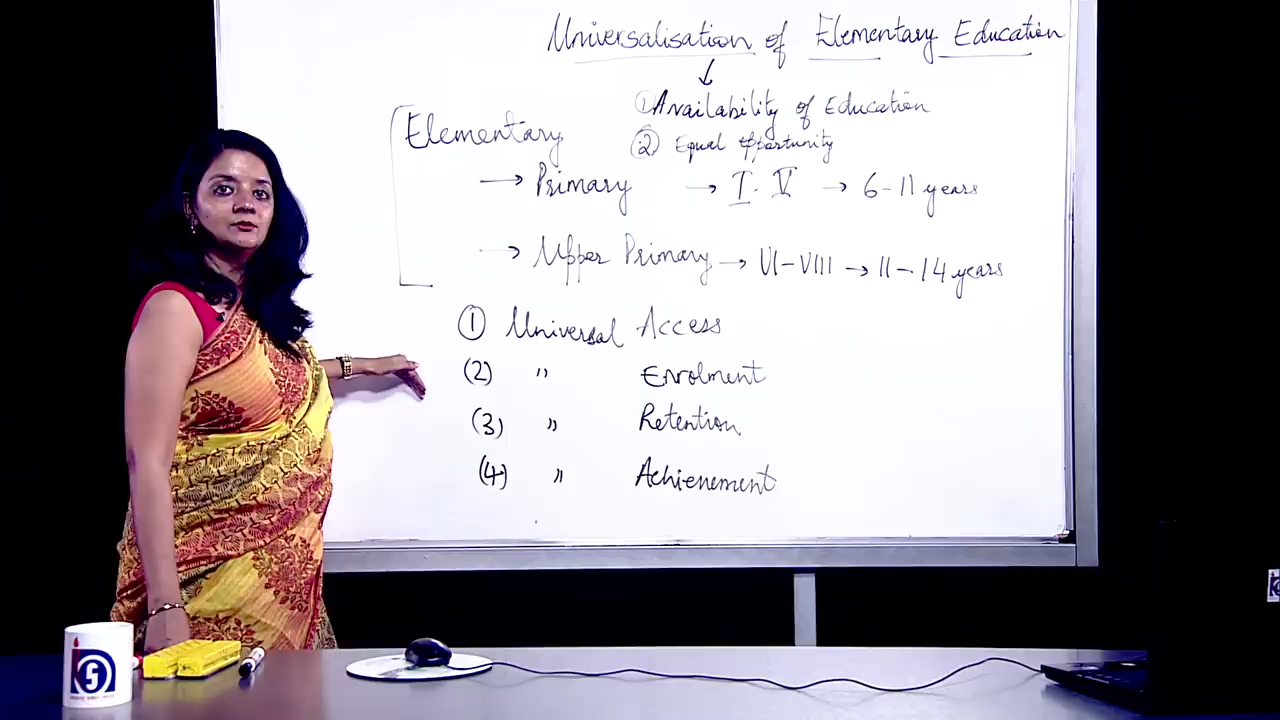 Universalisation of Elementary Education
↓
① Availability of Education
② Equal opportunity
Elementary
→ Primary → I - V → 6-11 years
→ Upper Primary → VI-VIII → 11-14 years
① Universal Access
(2) " Enrolment
(3) " Retention
(4) " Achievement